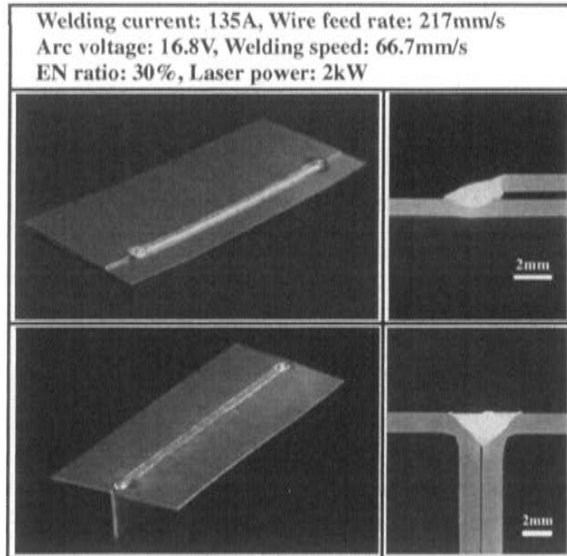 Welding current: 135A, Wire feed rate: 217mm/s
Arc voltage: 16.8V, Welding speed: 66.7mm/s
EN ratio: 30%, Laser power: 2kW
2mm
2mm